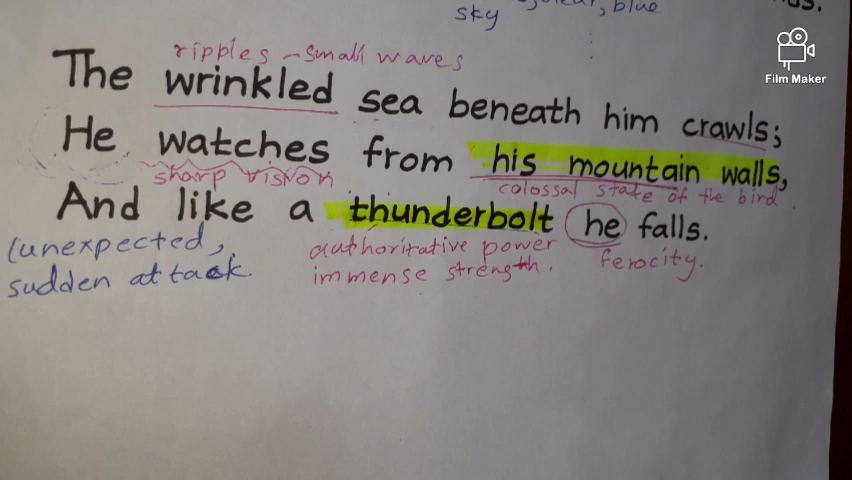 sky
blue
Film Maker
ripples - small waves
The wrinkled sea beneath him crawls;
He watches from his mountain walls,
sharp vision
colossal state of the bird.
And like a thunderbolt he falls.
(unexpected,
sudden attack
authoritative power
immense strength.
ferocity.